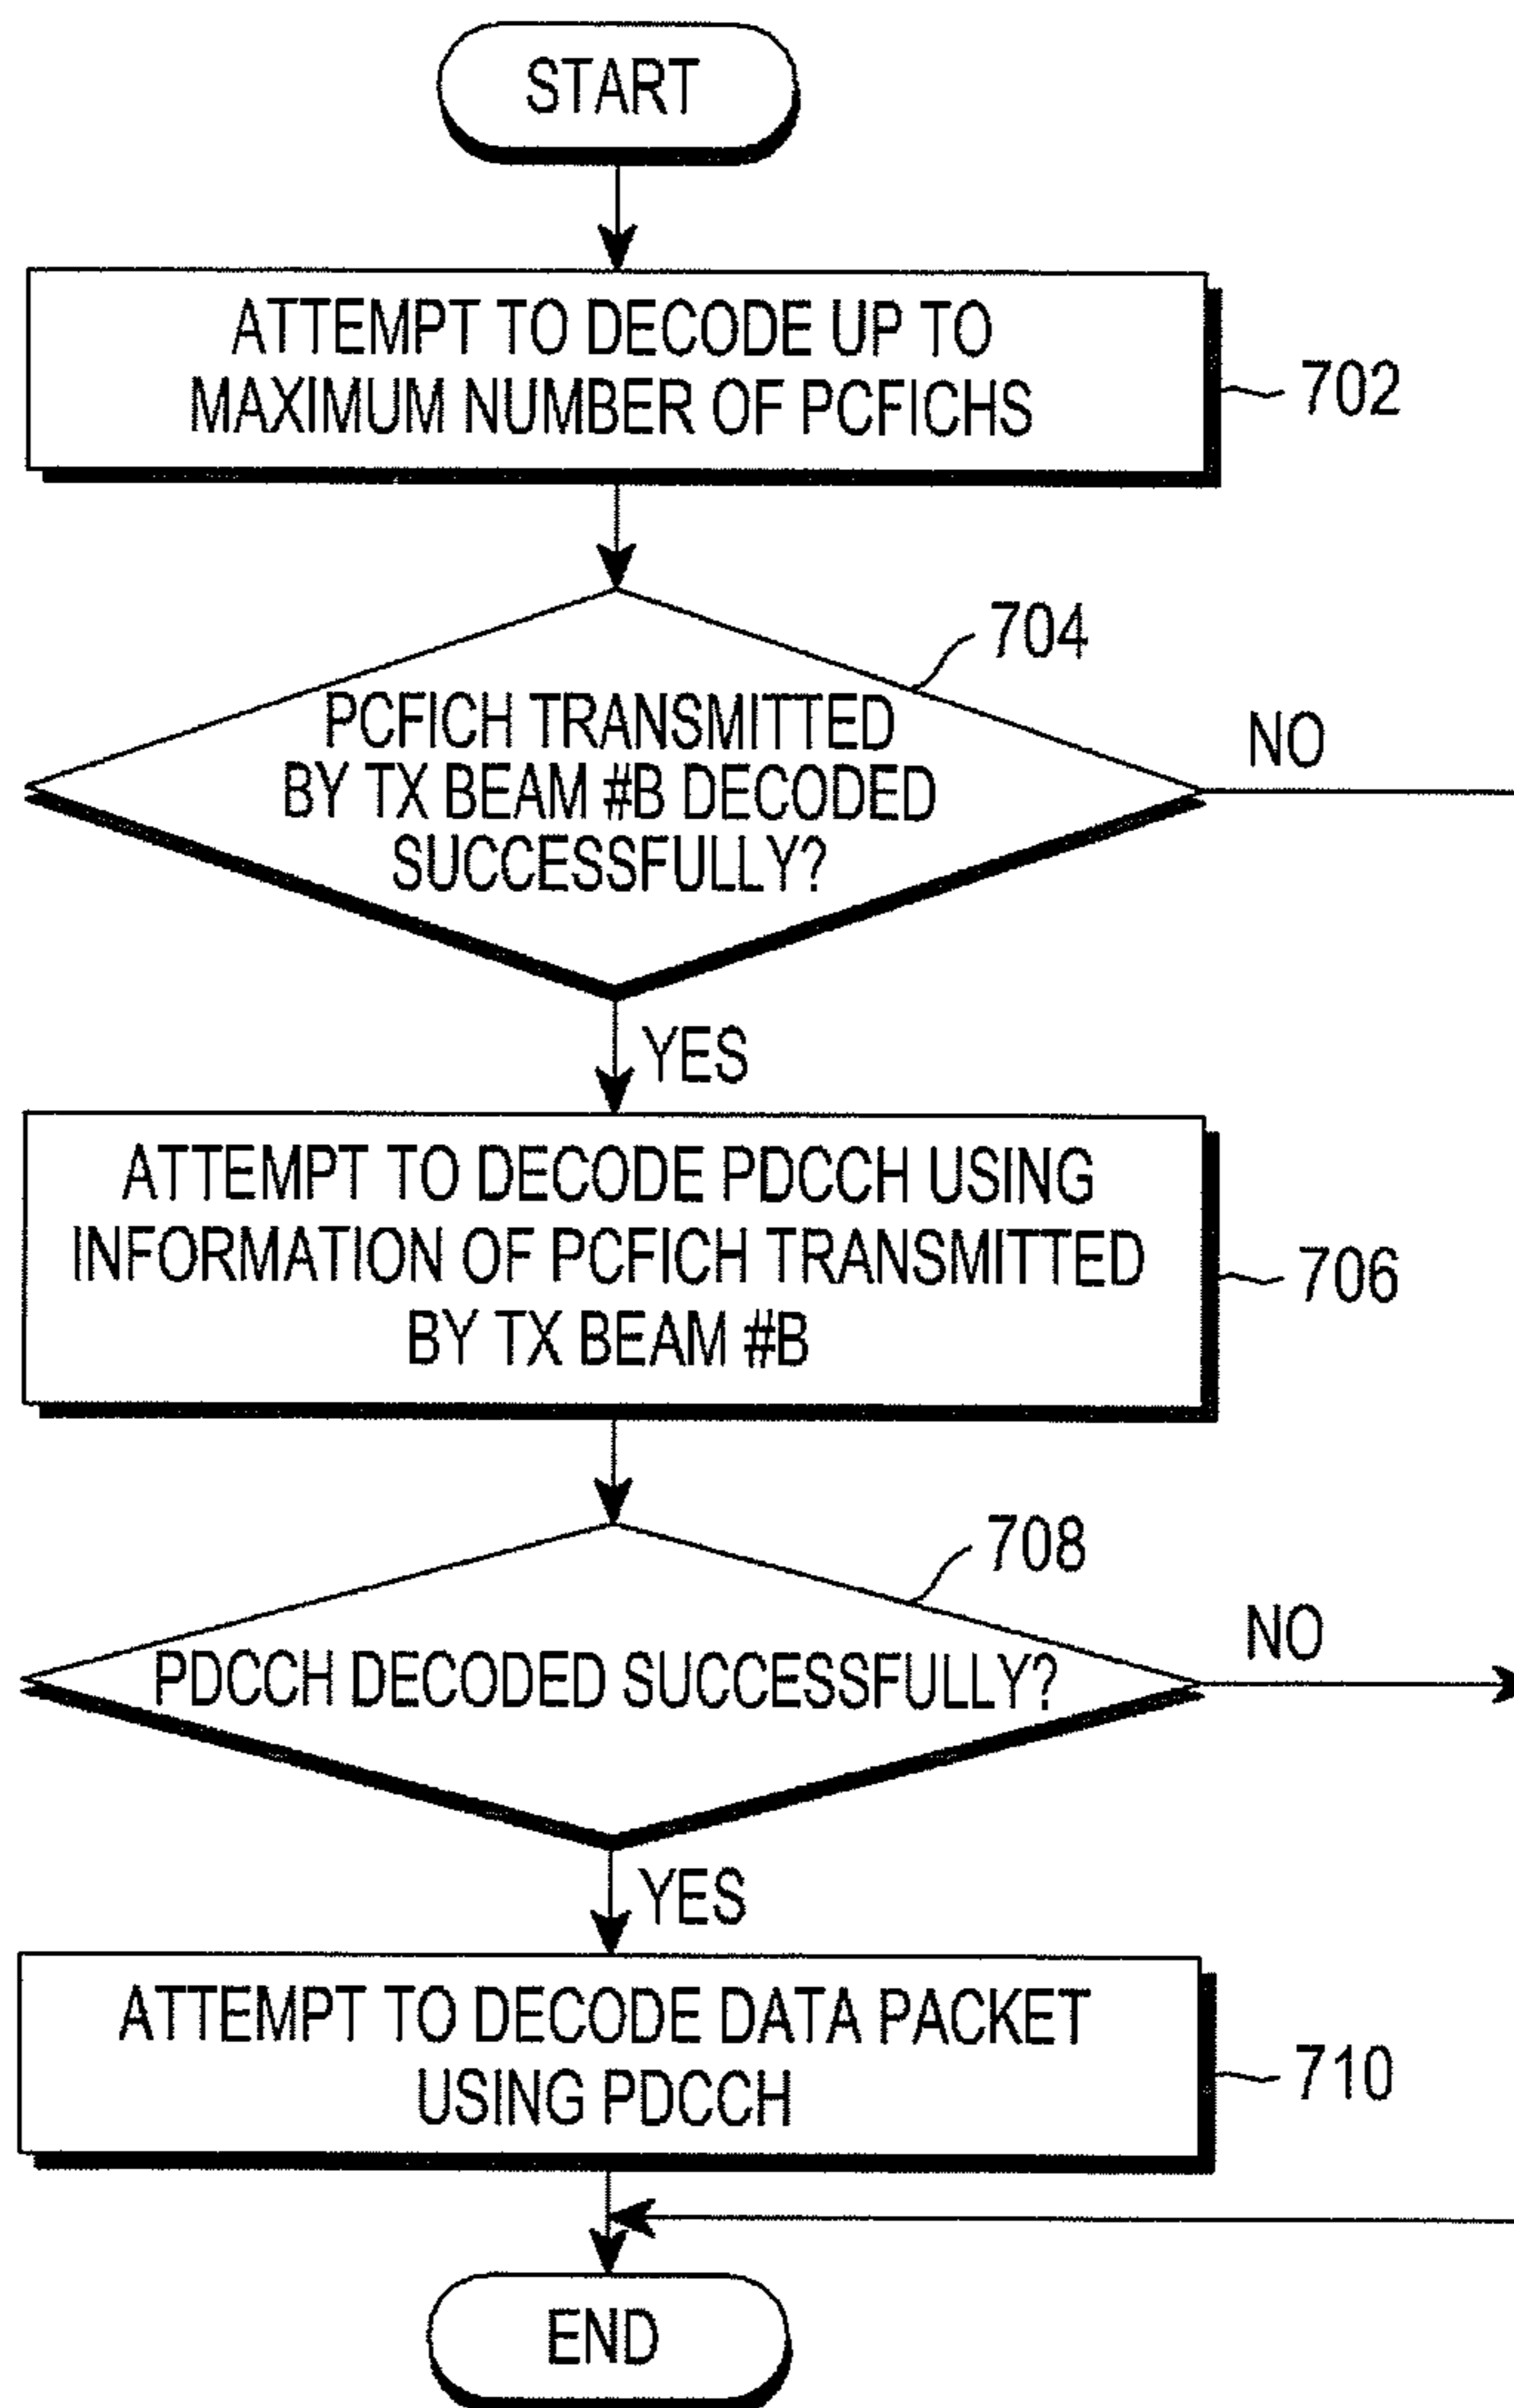 START
ATTEMPT TO DECODE UP TO
MAXIMUM NUMBER OF PCFICHS
702
704
PCFICH TRANSMITTED
BY TX BEAM #B DECODED
SUCCESSFULLY?
NO
YES
ATTEMPT TO DECODE PDCCH USING
INFORMATION OF PCFICH TRANSMITTED
BY TX BEAM #B
706
708
PDCCH DECODED SUCCESSFULLY?
NO
YES
ATTEMPT TO DECODE DATA PACKET
USING PDCCH
710
END